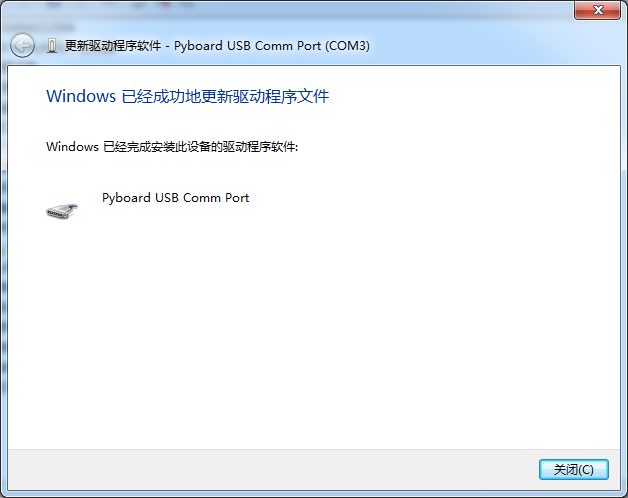 更新驱动程序软件 - Pyboard USB Comm Port (COM3)
Windows 已经成功地更新驱动程序文件
Windows 已经完成安装此设备的驱动程序软件:
Pyboard USB Comm Port
关闭(C)